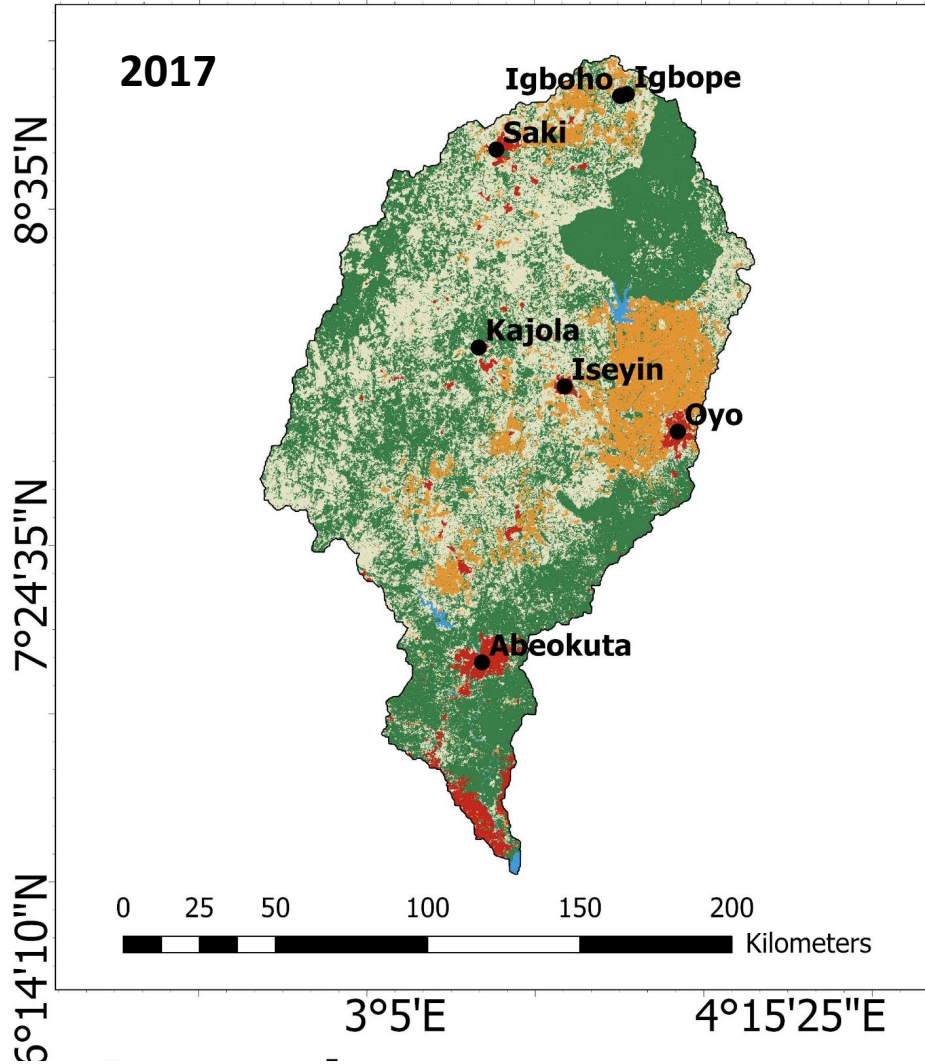 2017
Igboho Igbope
Saki
8°35'N
Kajola
Iseyin
Oyo
7°24'35"N
Abeokuta
0 25 50 100 150 200
Kilometers
6°14'10"N
3°5'E 4°15'25"E